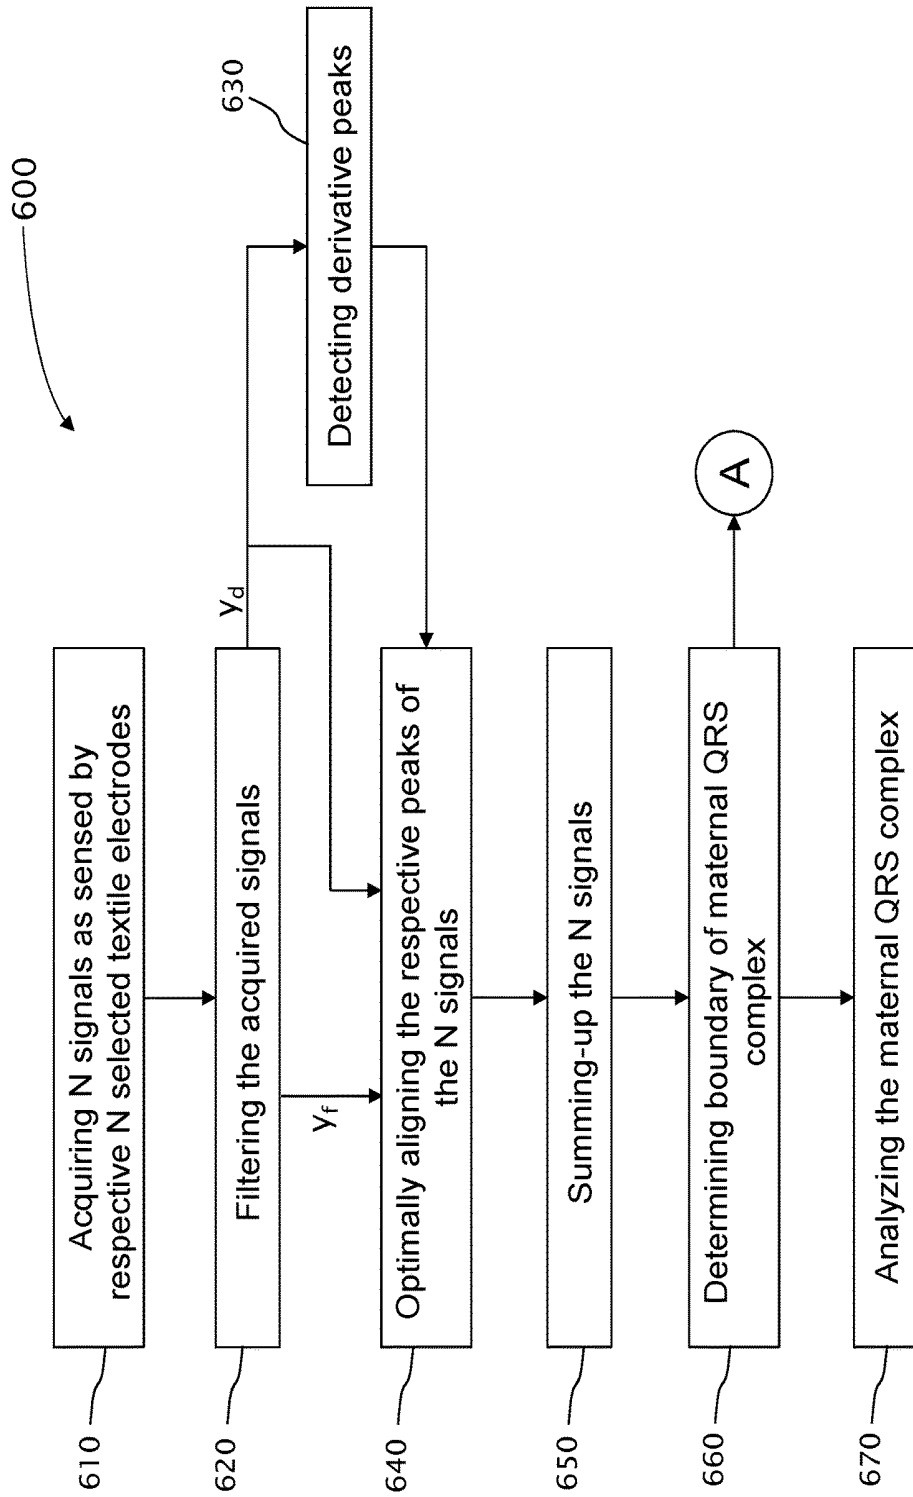 600
610
Acquiring N signals as sensed by
respective N selected textile electrodes
620
Filtering the acquired signals
yd
630
Detecting derivative peaks
yf
640
Optimally aligning the respective peaks of
the N signals
650
Summing-up the N signals
660
Determining boundary of maternal QRS
complex
A
670
Analyzing the maternal QRS complex